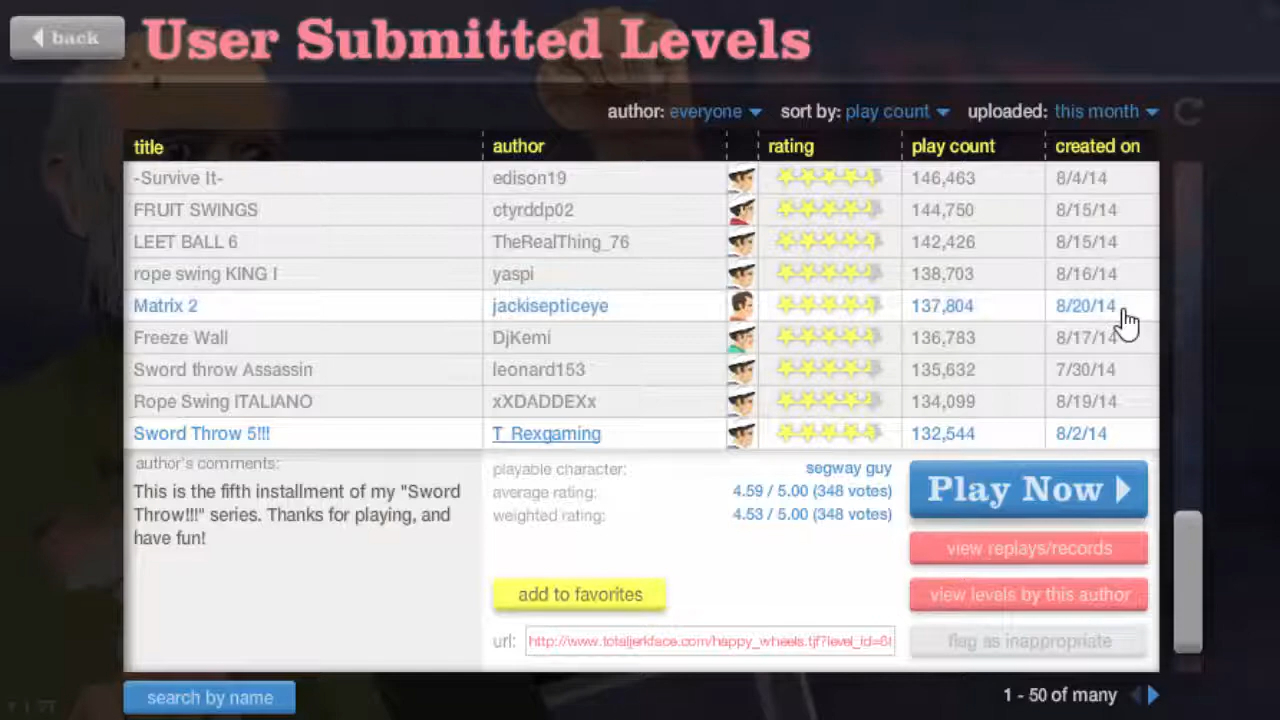 back
User Submitted Levels
author: everyone sort by: play count uploaded: this month
title author rating play count created on
-Survive It- edison19 146,463 8/4/14
FRUIT SWINGS ctyrddp02 144,750 8/15/14
LEET BALL 6 TheRealThing_76 142,426 8/15/14
rope swing KING I yaspi 138,703 8/16/14
Matrix 2 jackisepticeye 137,804 8/20/14
Freeze Wall DjKemi 136,783 8/17/14
Sword throw Assassin leonard153 135,632 7/30/14
Rope Swing ITALIANO xXDADDEXx 134,099 8/19/14
Sword Throw 5!!! T_Rexgaming 132,544 8/2/14
author's comments:
This is the fifth installment of my "Sword
Throw!!!" series. Thanks for playing, and
have fun!
playable character: segway guy
average rating: 4.59 / 5.00 (348 votes)
weighted rating: 4.53 / 5.00 (348 votes)
add to favorites
url: http://www.totaljerkface.com/happy_wheels.tjf?level_id=
Play Now
view replays/records
view levels by this author
flag as inappropriate
search by name
1 - 50 of many